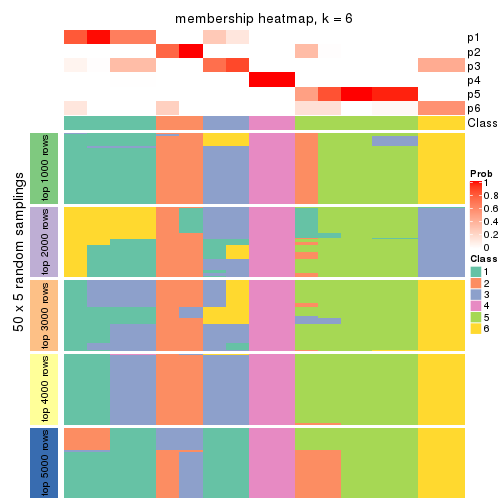 membership heatmap, k = 6
p1
p2
p3
p4
p5
p6
Class
50 x 5 random samplings
top 1000 rows
top 2000 rows
top 3000 rows
top 4000 rows
top 5000 rows
Prob
1
0.8
0.6
0.4
0.2
0
Class
1
2
3
4
5
6